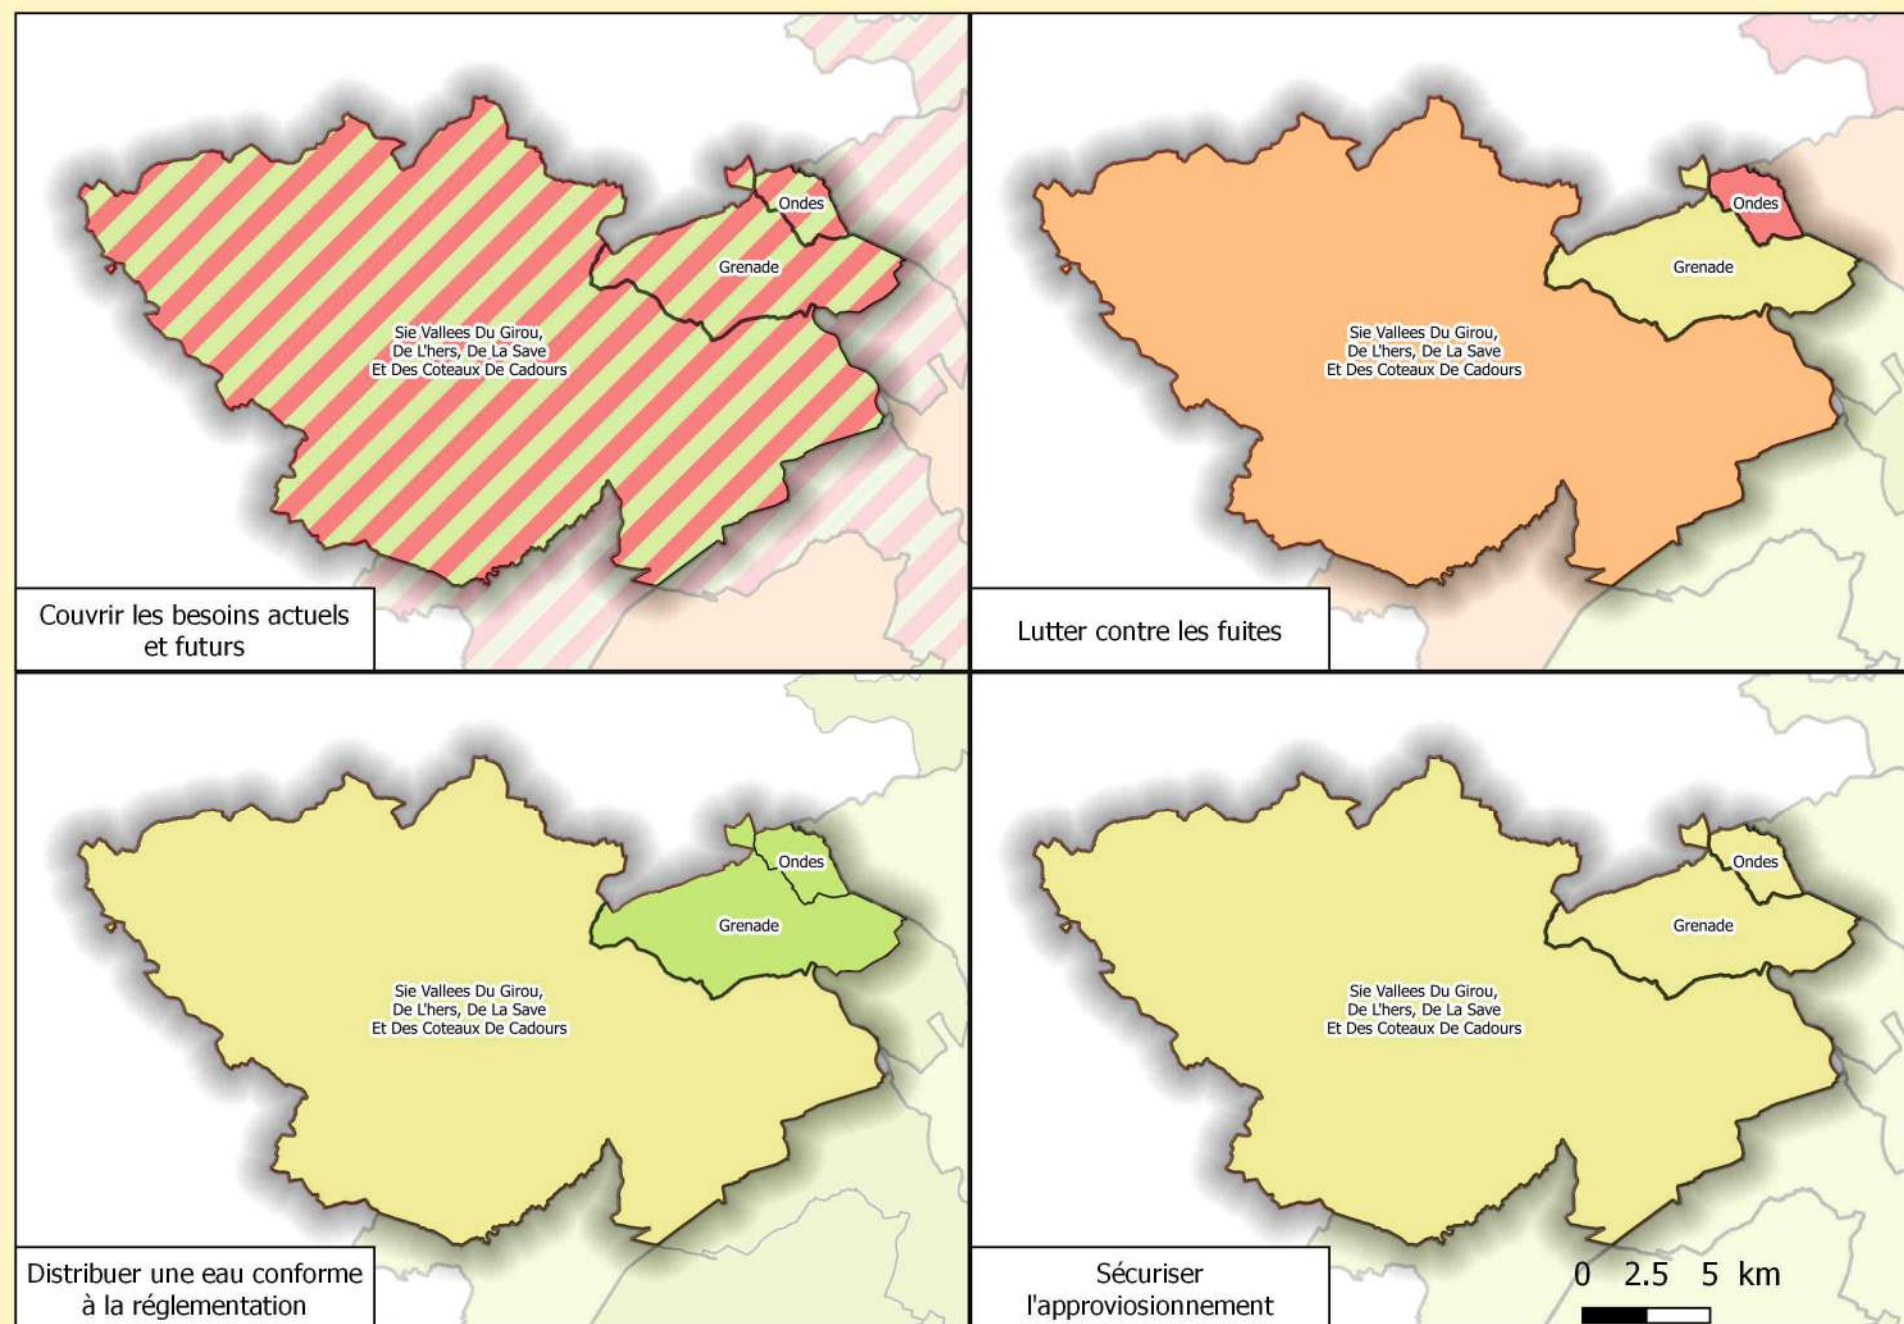 Ondes
Grenade
Sie Vallees Du Girou,
De L'hers, De La Save
Et Des Coteaux De Cadours
Couvrir les besoins actuels
et futurs
Ondes
Grenade
Sie Vallees Du Girou,
De L'hers, De La Save
Et Des Coteaux De Cadours
Lutter contre les fuites
Ondes
Grenade
Sie Vallees Du Girou,
De L'hers, De La Save
Et Des Coteaux De Cadours
Distribuer une eau conforme
à la réglementation
Ondes
Grenade
Sie Vallees Du Girou,
De L'hers, De La Save
Et Des Coteaux De Cadours
Sécuriser
l'approviosionnement
0 2.5 5 km